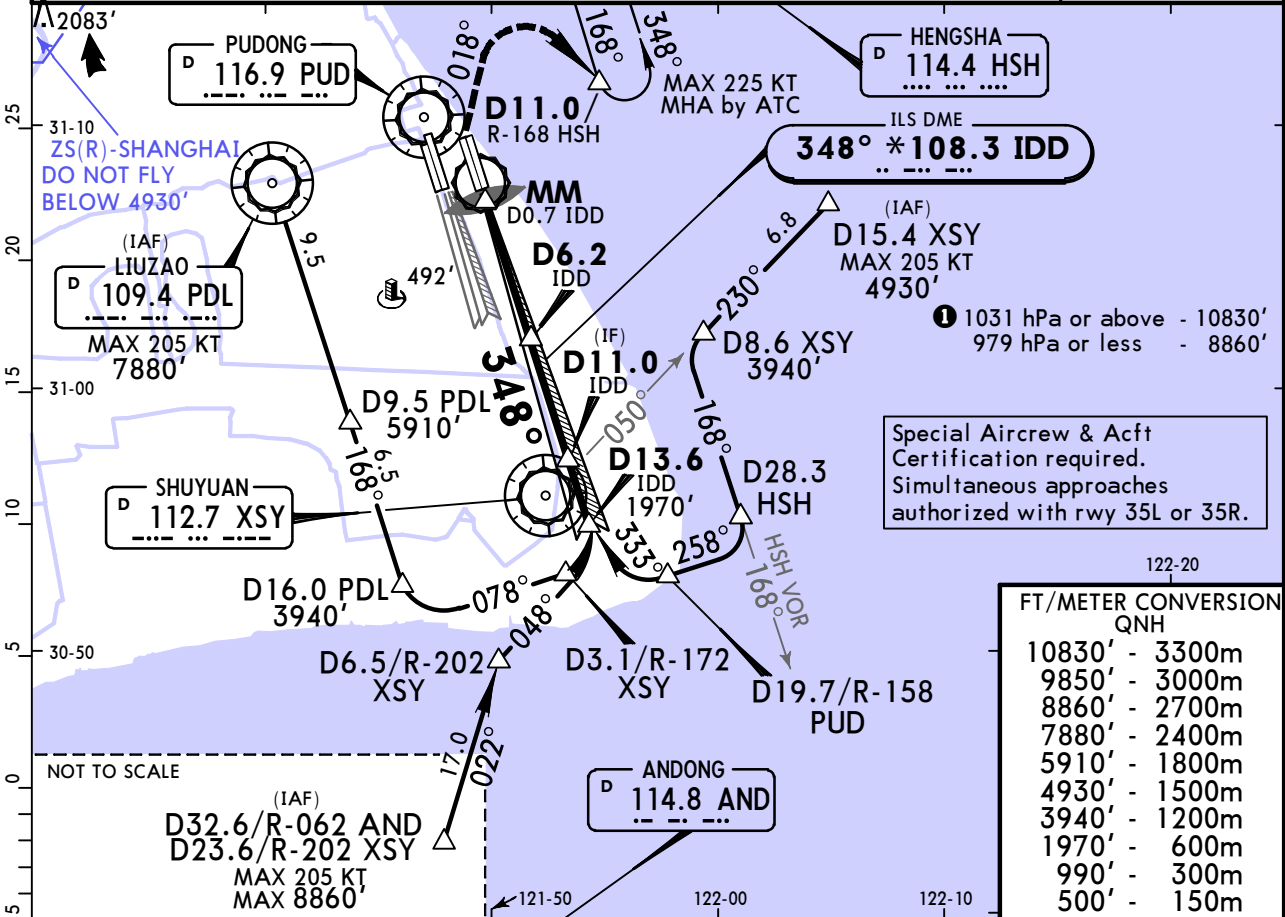 2083'
PUDONG
D 116.9 PUD
018°
168°
348°
HENGSHA
D 114.4 HSH
MAX 225 KT
MHA by ATC
D11.0
R-168 HSH
ILS DME
348° *108.3 IDD
25
31-10
ZS(R)-SHANGHAI
DO NOT FLY
BELOW 4930'
MM
D0.7 IDD
(IAF)
D15.4 XSY
MAX 205 KT
4930'
6.8
230°
20
(IAF)
LIUZAO
D 109.4 PDL
MAX 205 KT
7880'
9.5
492'
D6.2
IDD
❶ 1031 hPa or above - 10830'
979 hPa or less - 8860'
D8.6 XSY
3940'
(IF)
D11.0
IDD
348°
050°
15
31-00
D9.5 PDL
5910'
168°
6.5
168°
Special Aircrew & Acft
Certification required.
Simultaneous approaches
authorized with rwy 35L or 35R.
D13.6
IDD
1970'
D28.3
HSH
SHUYUAN
D 112.7 XSY
10
333°
258°
HSH VOR
168°
122-20
D16.0 PDL
3940'
078°
048°
5
30-50
D6.5/R-202
XSY
D3.1/R-172
XSY
D19.7/R-158
PUD
FT/METER CONVERSION
QNH
10830' - 3300m
9850' - 3000m
8860' - 2700m
7880' - 2400m
5910' - 1800m
4930' - 1500m
3940' - 1200m
1970' - 600m
990' - 300m
500' - 150m
17.0
022°
NOT TO SCALE
0
(IAF)
D32.6/R-062 AND
D23.6/R-202 XSY
MAX 205 KT
MAX 8860'
ANDONG
D 114.8 AND
5
121-50
122-00
122-10